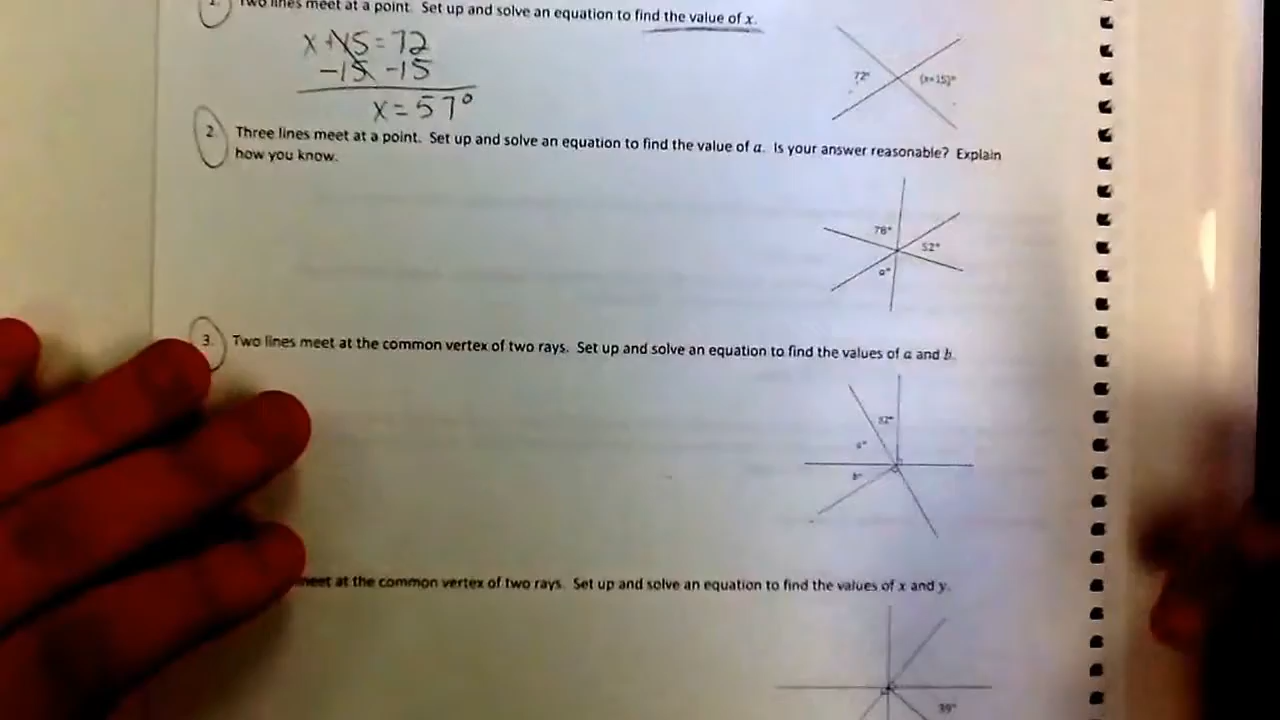 Two lines meet at a point. Set up and solve an equation to find the value of x.
x + 15 = 72
-15 -15
x = 57°
72°
(x+15)°
2. Three lines meet at a point. Set up and solve an equation to find the value of a. Is your answer reasonable? Explain
how you know.
78°
52°
a°
3. Two lines meet at the common vertex of two rays. Set up and solve an equation to find the values of a and b.
32°
a°
b°
meet at the common vertex of two rays. Set up and solve an equation to find the values of x and y.
39°